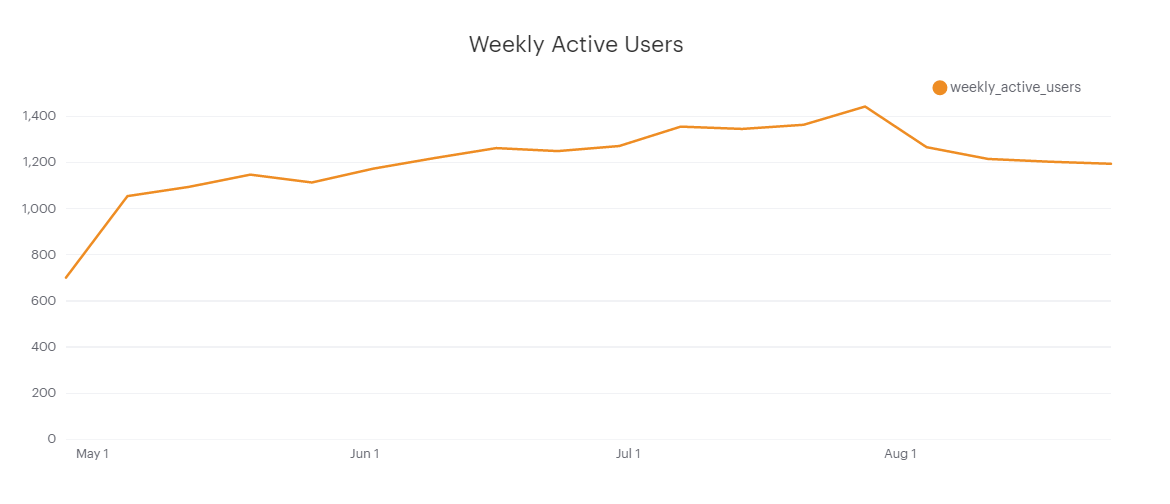 Weekly Active Users
weekly_active_users
1,400
1,200
1,000
800
600
400
200
0
May 1
Jun 1
Jul 1
Aug 1